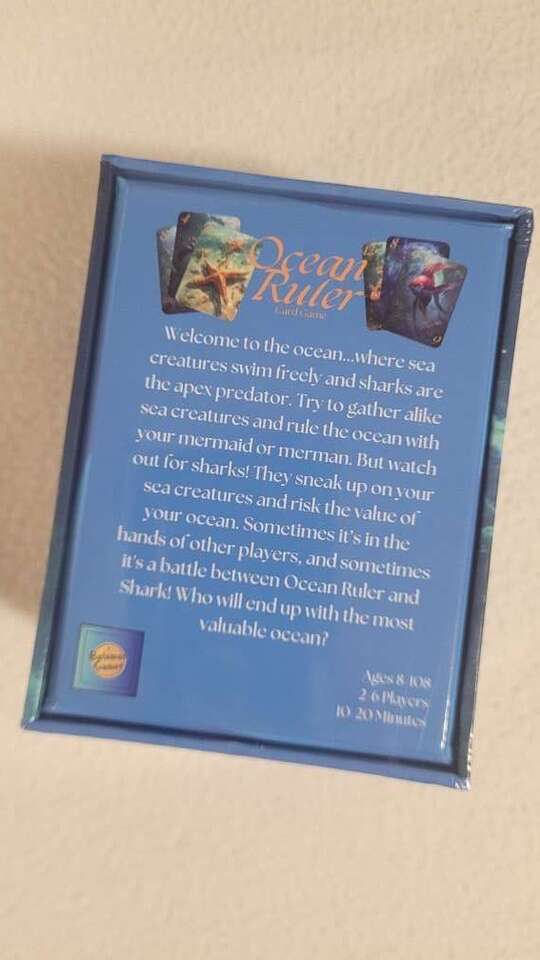 Ocean
Ruler
Card Game
Welcome to the ocean...where sea
creatures swim freely and sharks are
the apex predator. Try to gather alike
sea creatures and rule the ocean with
your mermaid or merman. But watch
out for sharks! They sneak up on your
sea creatures and risk the value of
your ocean. Sometimes it's in the
hands of other players, and sometimes
it's a battle between Ocean Ruler and
Shark! Who will end up with the most
valuable ocean?
Games
Ages 8-108
2-6 Players
10-20 Minutes